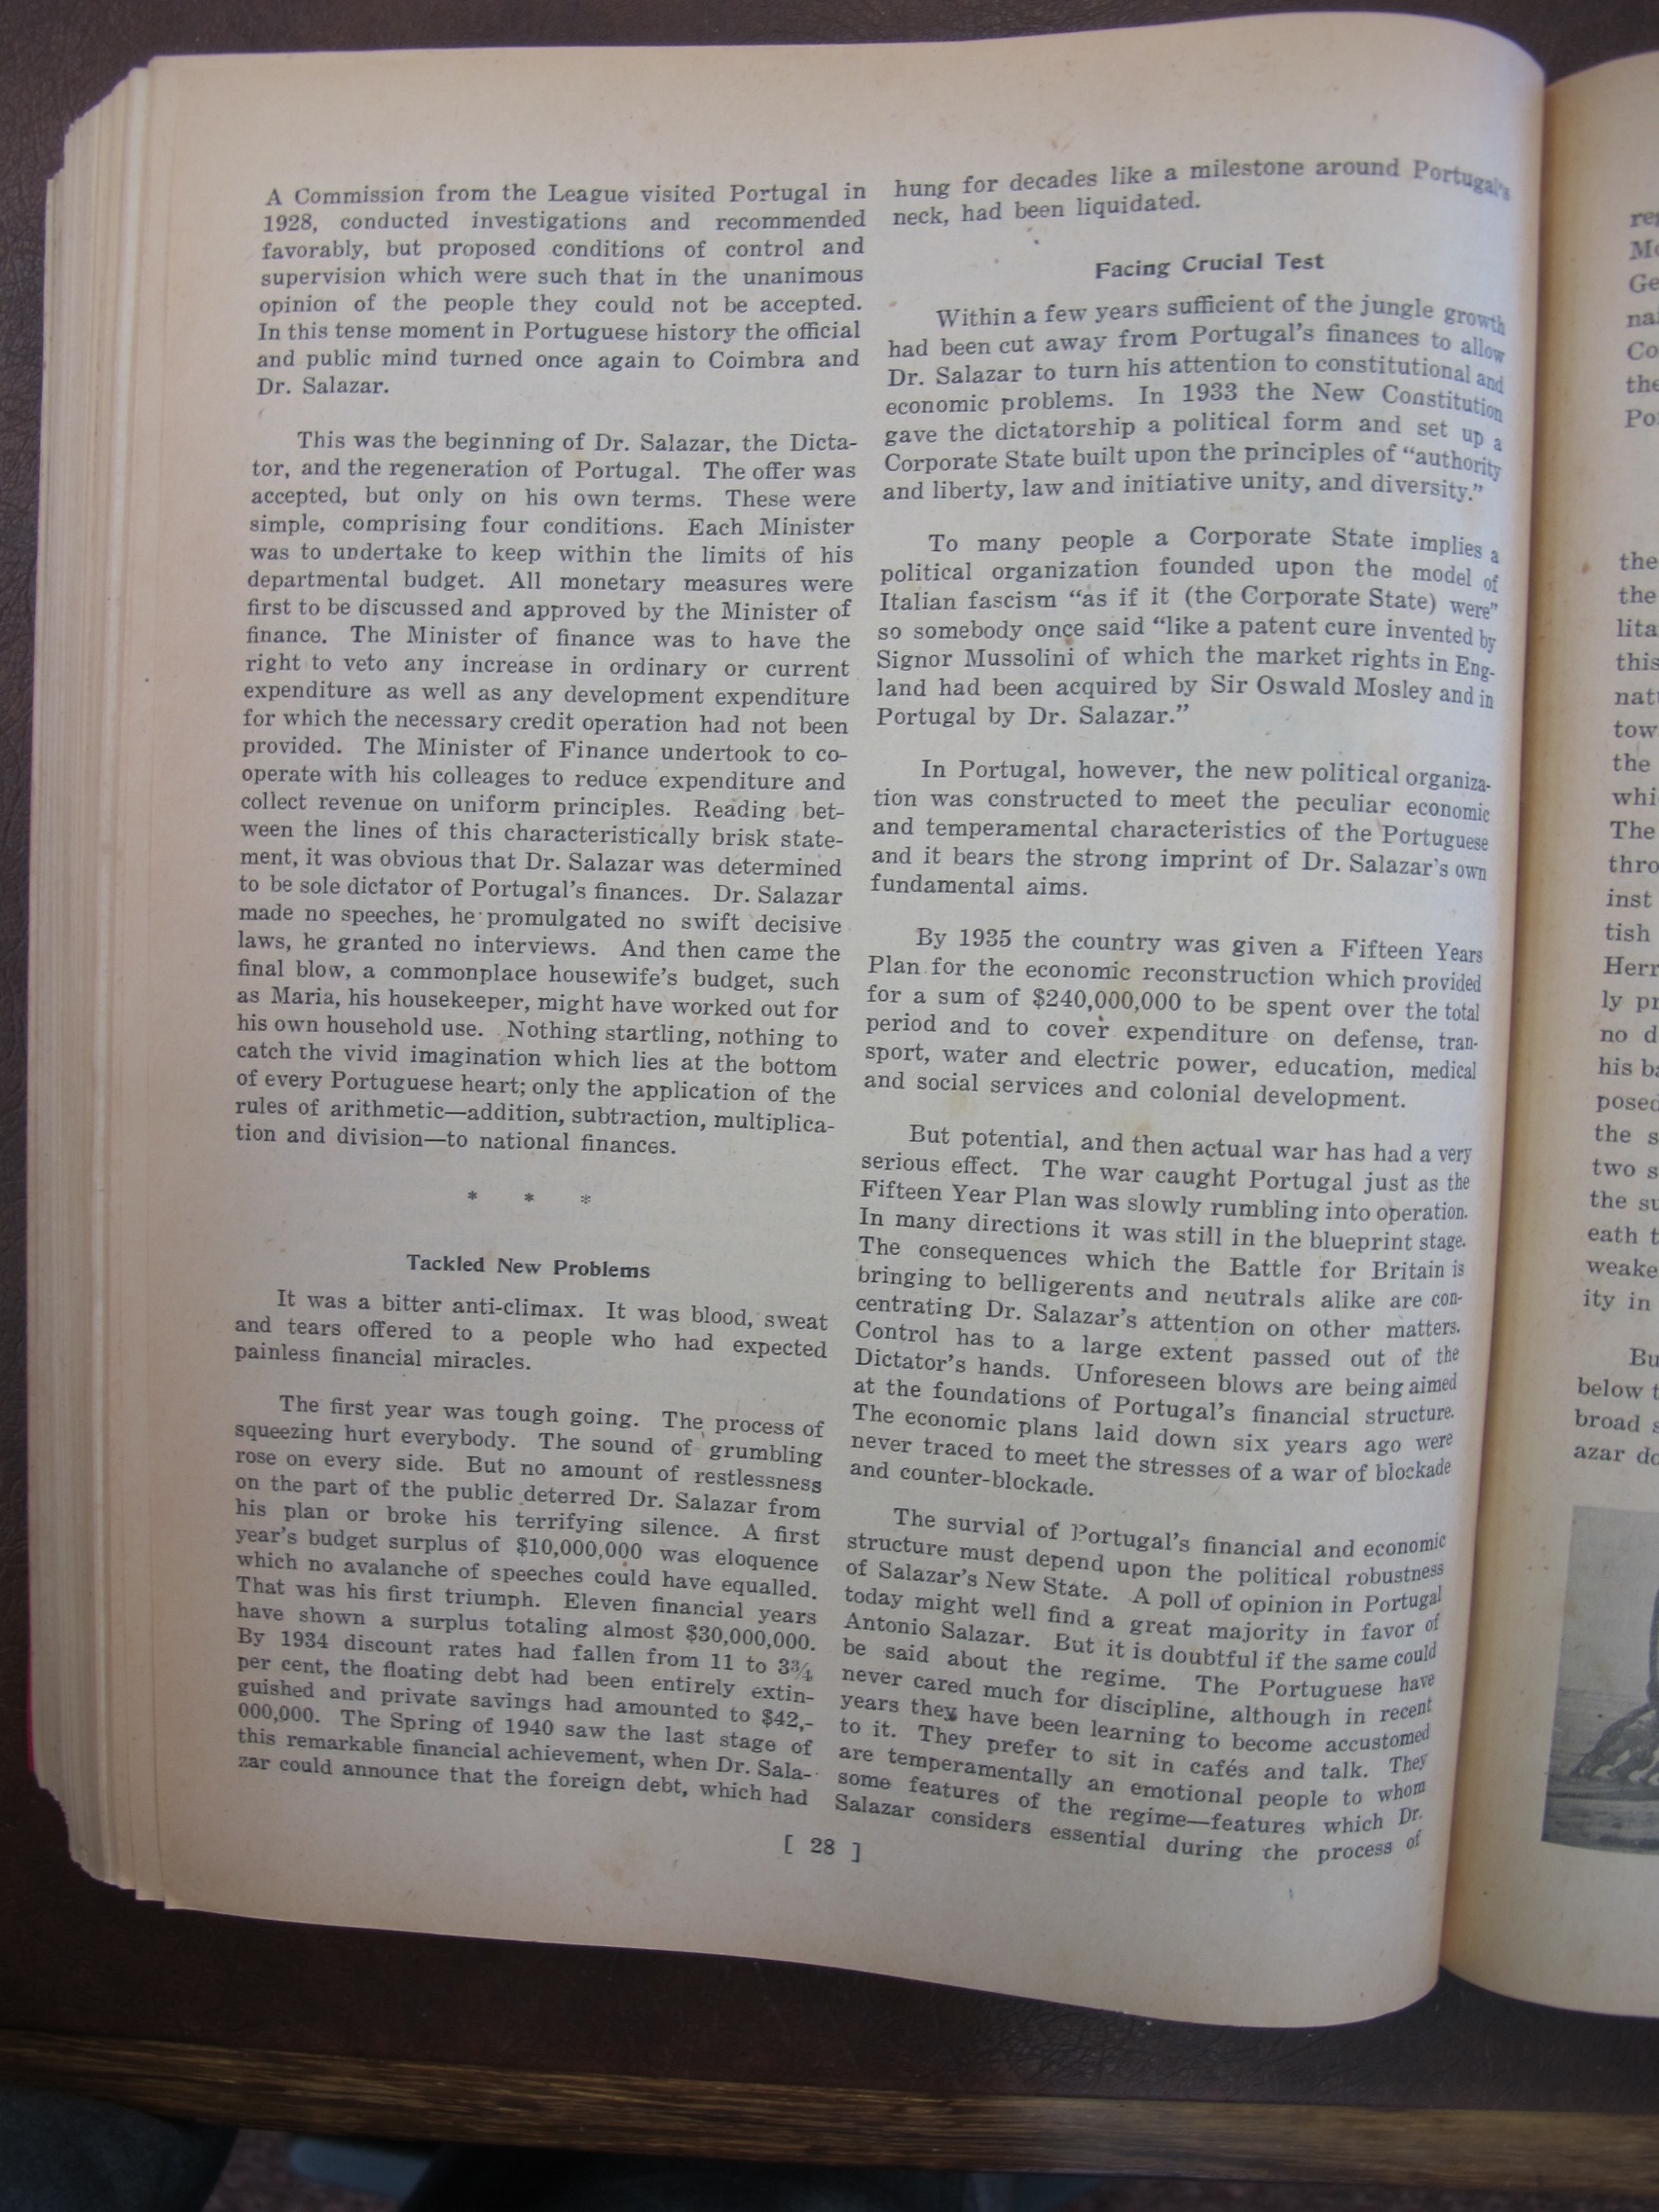 A Commission from the League visited Portugal in
1928, conducted investigations and recommended
favorably, but proposed conditions of control and
supervision which were such that in the unanimous
opinion of the people they could not be accepted.
In this tense moment in Portuguese history the official
and public mind turned once again to Coimbra and
Dr. Salazar.
This was the beginning of Dr. Salazar, the Dicta-
tor, and the regeneration of Portugal. The offer was
accepted, but only on his own terms. These were
simple, comprising four conditions. Each Minister
was to undertake to keep within the limits of his
departmental budget. All monetary measures were
first to be discussed and approved by the Minister of
finance. The Minister of finance was to have the
right to veto any increase in ordinary or current
expenditure as well as any development expenditure
for which the necessary credit operation had not been
provided. The Minister of Finance undertook to co-
operate with his colleages to reduce expenditure and
collect revenue on uniform principles. Reading bet-
ween the lines of this characteristically brisk state-
ment, it was obvious that Dr. Salazar was determined
to be sole dictator of Portugal's finances. Dr. Salazar
made no speeches, he promulgated no swift decisive
laws, he granted no interviews. And then came the
final blow, a commonplace housewife's budget, such
as Maria, his housekeeper, might have worked out for
his own household use. Nothing startling, nothing to
catch the vivid imagination which lies at the bottom
of every Portuguese heart; only the application of the
rules of arithmetic—addition, subtraction, multiplica-
tion and division—to national finances.
* * *
Tackled New Problems
It was a bitter anti-climax. It was blood, sweat
and tears offered to a people who had expected
painless financial miracles.
The first year was tough going. The process of
squeezing hurt everybody. The sound of grumbling
rose on every side. But no amount of restlessness
on the part of the public deterred Dr. Salazar from
his plan or broke his terrifying silence. A first
year's budget surplus of $10,000,000 was eloquence
which no avalanche of speeches could have equalled.
That was his first triumph. Eleven financial years
have shown a surplus totaling almost $30,000,000.
By 1934 discount rates had fallen from 11 to 3¾
per cent, the floating debt had been entirely extin-
guished and private savings had amounted to $42,-
000,000. The Spring of 1940 saw the last stage of
this remarkable financial achievement, when Dr. Sala-
zar could announce that the foreign debt, which had
hung for decades like a milestone around Portugal's
neck, had been liquidated.
Facing Crucial Test
Within a few years sufficient of the jungle growth
had been cut away from Portugal's finances to allow
Dr. Salazar to turn his attention to constitutional and
economic problems. In 1933 the New Constitution
gave the dictatorship a political form and set up a
Corporate State built upon the principles of "authority
and liberty, law and initiative unity, and diversity."
To many people a Corporate State implies a
political organization founded upon the model of
Italian fascism "as if it (the Corporate State) were"
so somebody once said "like a patent cure invented by
Signor Mussolini of which the market rights in Eng-
land had been acquired by Sir Oswald Mosley and in
Portugal by Dr. Salazar."
In Portugal, however, the new political organiza-
tion was constructed to meet the peculiar economic
and temperamental characteristics of the Portuguese
and it bears the strong imprint of Dr. Salazar's own
fundamental aims.
By 1935 the country was given a Fifteen Years
Plan for the economic reconstruction which provided
for a sum of $240,000,000 to be spent over the total
period and to cover expenditure on defense, tran-
sport, water and electric power, education, medical
and social services and colonial development.
But potential, and then actual war has had a very
serious effect. The war caught Portugal just as the
Fifteen Year Plan was slowly rumbling into operation.
In many directions it was still in the blueprint stage.
The consequences which the Battle for Britain is
bringing to belligerents and neutrals alike are con-
centrating Dr. Salazar's attention on other matters.
Control has to a large extent passed out of the
Dictator's hands. Unforeseen blows are being aimed
at the foundations of Portugal's financial structure.
The economic plans laid down six years ago were
never traced to meet the stresses of a war of blockade
and counter-blockade.
The survial of Portugal's financial and economic
structure must depend upon the political robustness
of Salazar's New State. A poll of opinion in Portugal
today might well find a great majority in favor of
Antonio Salazar. But it is doubtful if the same could
be said about the regime. The Portuguese have
never cared much for discipline, although in recent
years they have been learning to become accustomed
to it. They prefer to sit in cafés and talk. They
are temperamentally an emotional people to whom
some features of the regime—features which Dr.
Salazar considers essential during the process of
[ 28 ]
the
the
lita
this
nat
tow
the
whi
The
thro
inst
tish
Herr
ly pr
no d
his ba
posed
the s
two s
the su
eath t
weake
ity in
Bu
below t
broad s
azar do